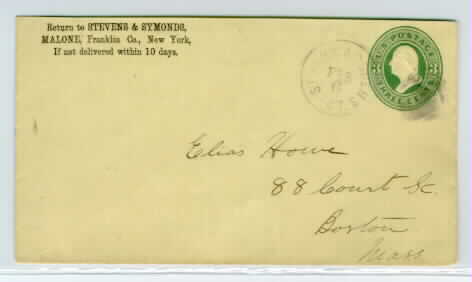 Return to STEVENS & SYMONDS,
MALONE, Franklin Co., New York,
If not delivered within 10 days.
U.S. POSTAGE
THREE CENTS
Elias Howe
88 Court St.
Boston
Mass